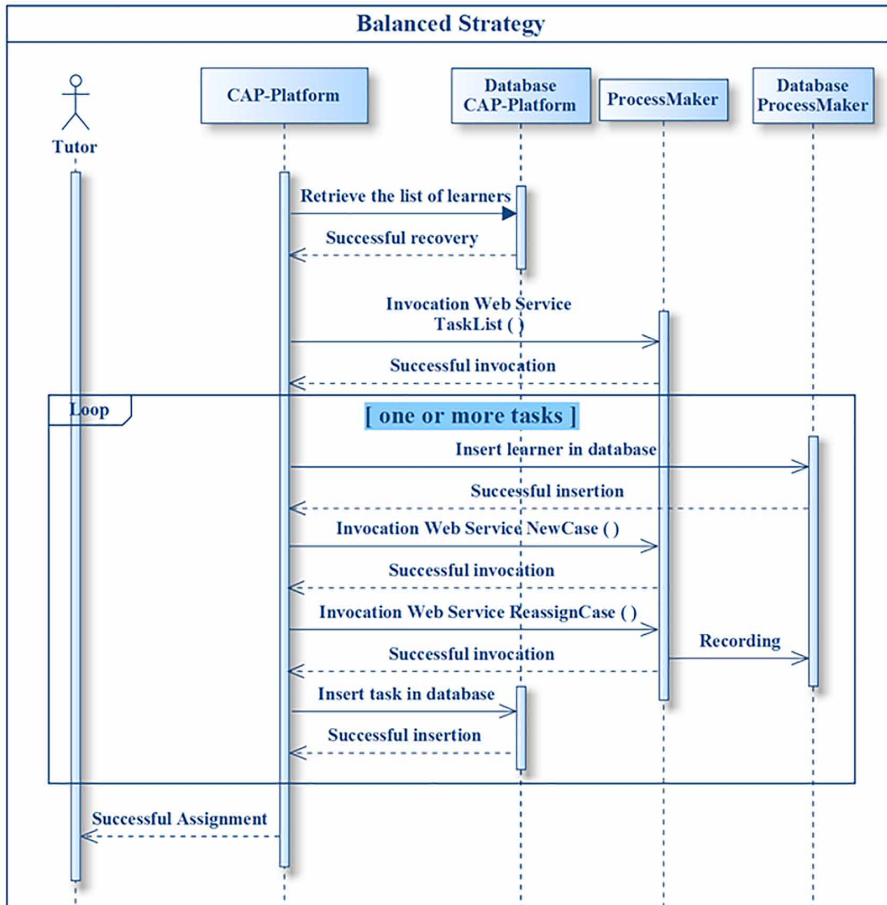 Balanced Strategy
Tutor
CAP-Platform
Database
CAP-Platform
ProcessMaker
Database
ProcessMaker
Retrieve the list of learners
Successful recovery
Invocation Web Service
TaskList ( )
Successful invocation
Loop
[ one or more tasks ]
Insert learner in database
Successful insertion
Invocation Web Service NewCase ( )
Successful invocation
Invocation Web Service ReassignCase ( )
Recording
Successful invocation
Insert task in database
Successful insertion
Successful Assignment